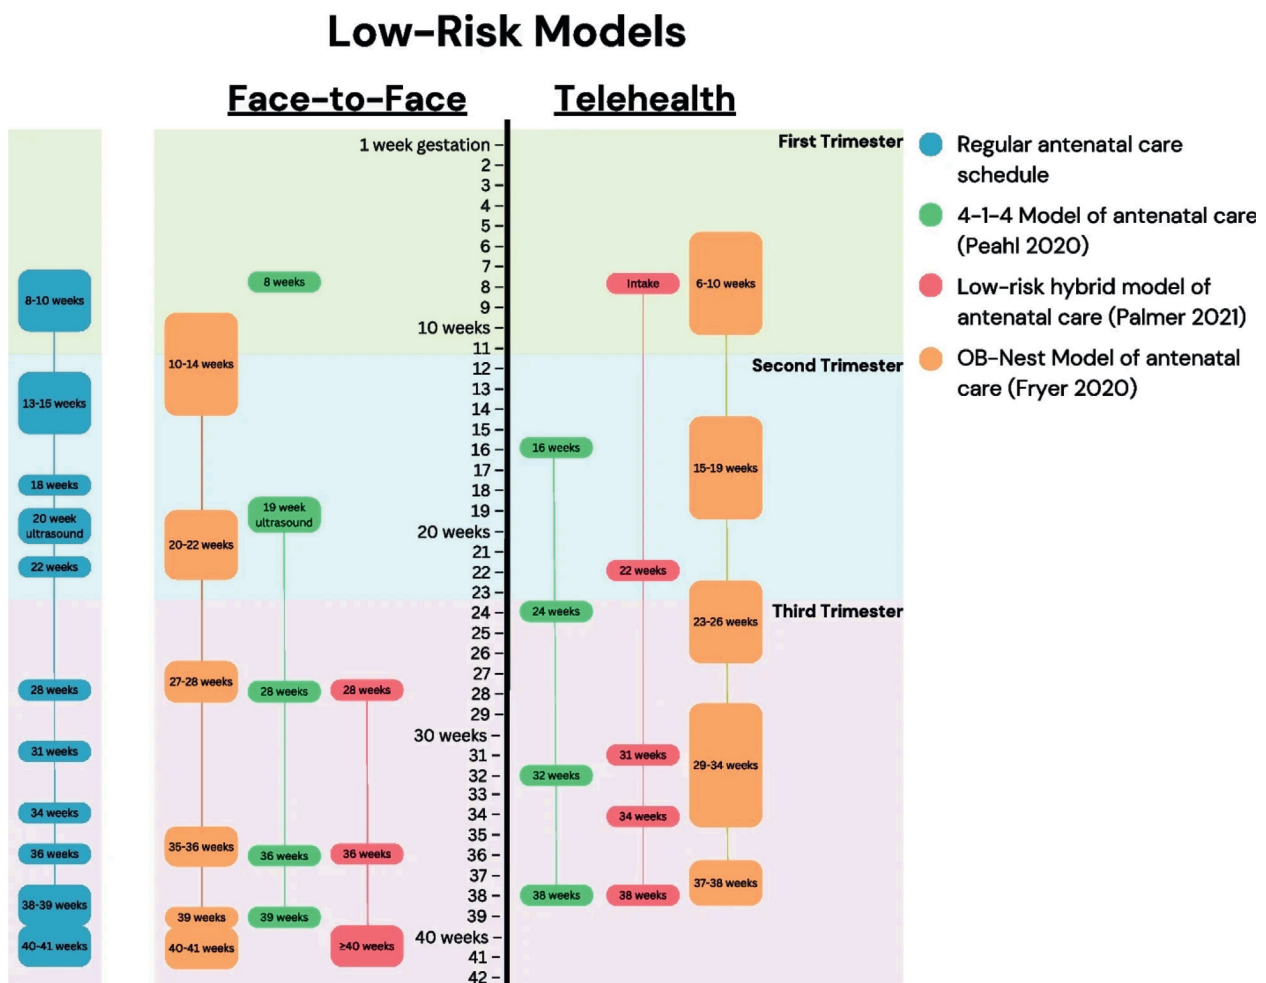 Low-Risk Models
Face-to-Face
Telehealth
8-10 weeks
13-16 weeks
18 weeks
20 week
ultrasound
22 weeks
28 weeks
31 weeks
34 weeks
36 weeks
38-39 weeks
40-41 weeks
10-14 weeks
20-22 weeks
27-28 weeks
35-36 weeks
39 weeks
40-41 weeks
8 weeks
19 week
ultrasound
28 weeks
36 weeks
39 weeks
28 weeks
36 weeks
≥40 weeks
1 week gestation
2
3
4
5
6
7
8
9
10 weeks
11
12
13
14
15
16
17
18
19
20 weeks
21
22
23
24
25
26
27
28
29
30 weeks
31
32
33
34
35
36
37
38
39
40 weeks
41
42
16 weeks
24 weeks
32 weeks
38 weeks
Intake
22 weeks
31 weeks
34 weeks
38 weeks
6-10 weeks
15-19 weeks
23-26 weeks
29-34 weeks
37-38 weeks
First Trimester
Second Trimester
Third Trimester
Regular antenatal care
schedule
4-1-4 Model of antenatal care
(Peahl 2020)
Low-risk hybrid model of
antenatal care (Palmer 2021)
OB-Nest Model of antenatal
care (Fryer 2020)